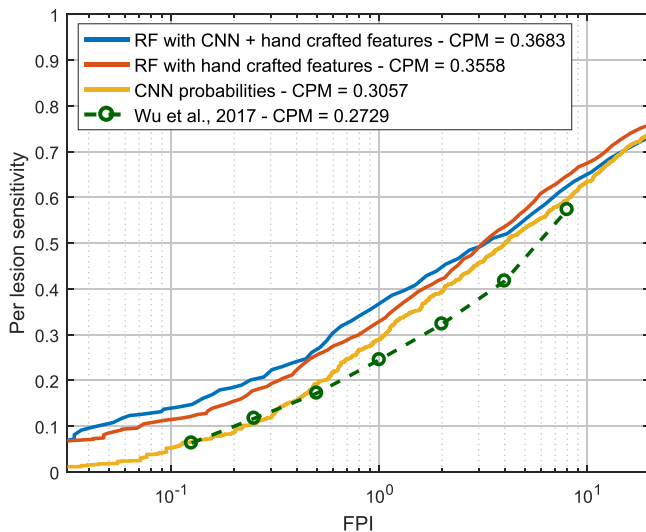 1
0.9
0.8
0.7
0.6
0.5
0.4
0.3
0.2
0.1
0
Per lesion sensitivity
RF with CNN + hand crafted features - CPM = 0.3683
RF with hand crafted features - CPM = 0.3558
CNN probabilities - CPM = 0.3057
Wu et al., 2017 - CPM = 0.2729
10⁻¹ 10⁰ 10¹
FPI